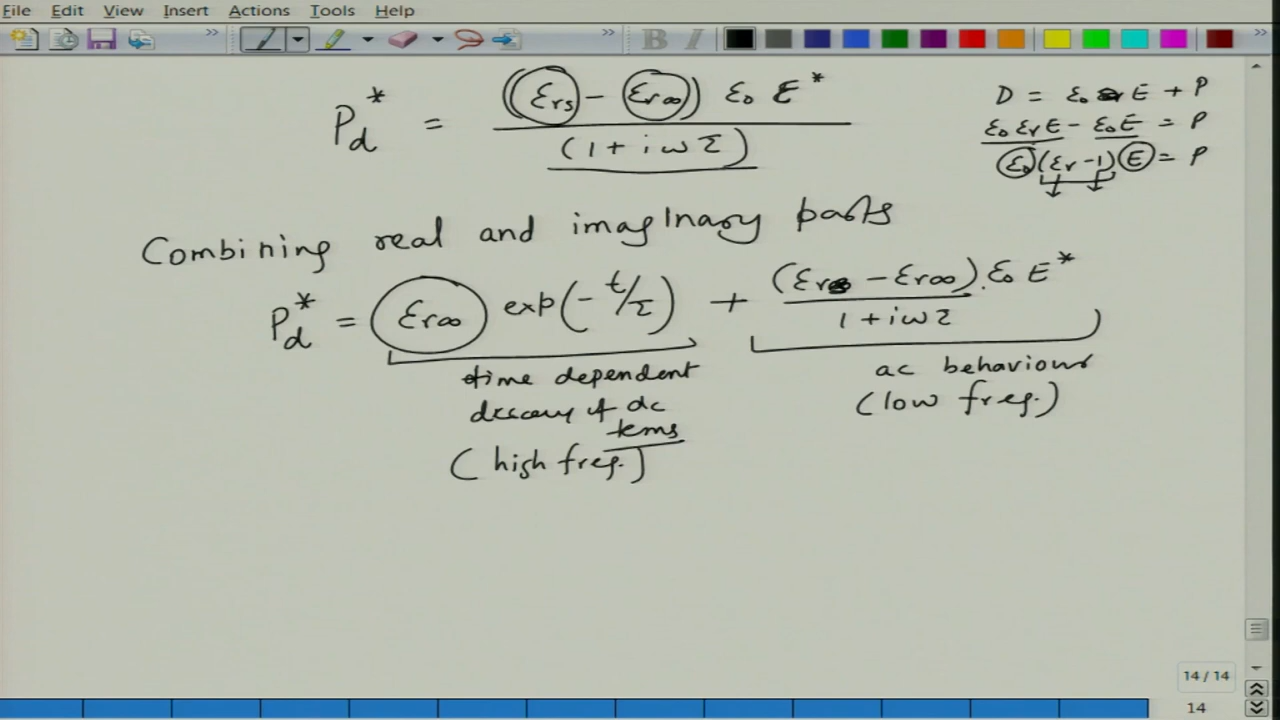 File Edit View Insert Actions Tools Help
B I
P_d^* = ((ε_rs) - (ε_r∞)) ε_0 E^* / (1 + iωτ)
D = ε_0 E + P
ε_0 ε_r E - ε_0 E = P
ε_0 (ε_r - 1) E = P
Combining real and imaginary parts
P_d^* = ε_r∞ exp(- t/τ) + (ε_rs - ε_r∞). ε_0 E^* / 1 + iωτ
time dependent
decay of dc
tems
(high freq.)
ac behaviour
(low freq.)
14 / 14
14